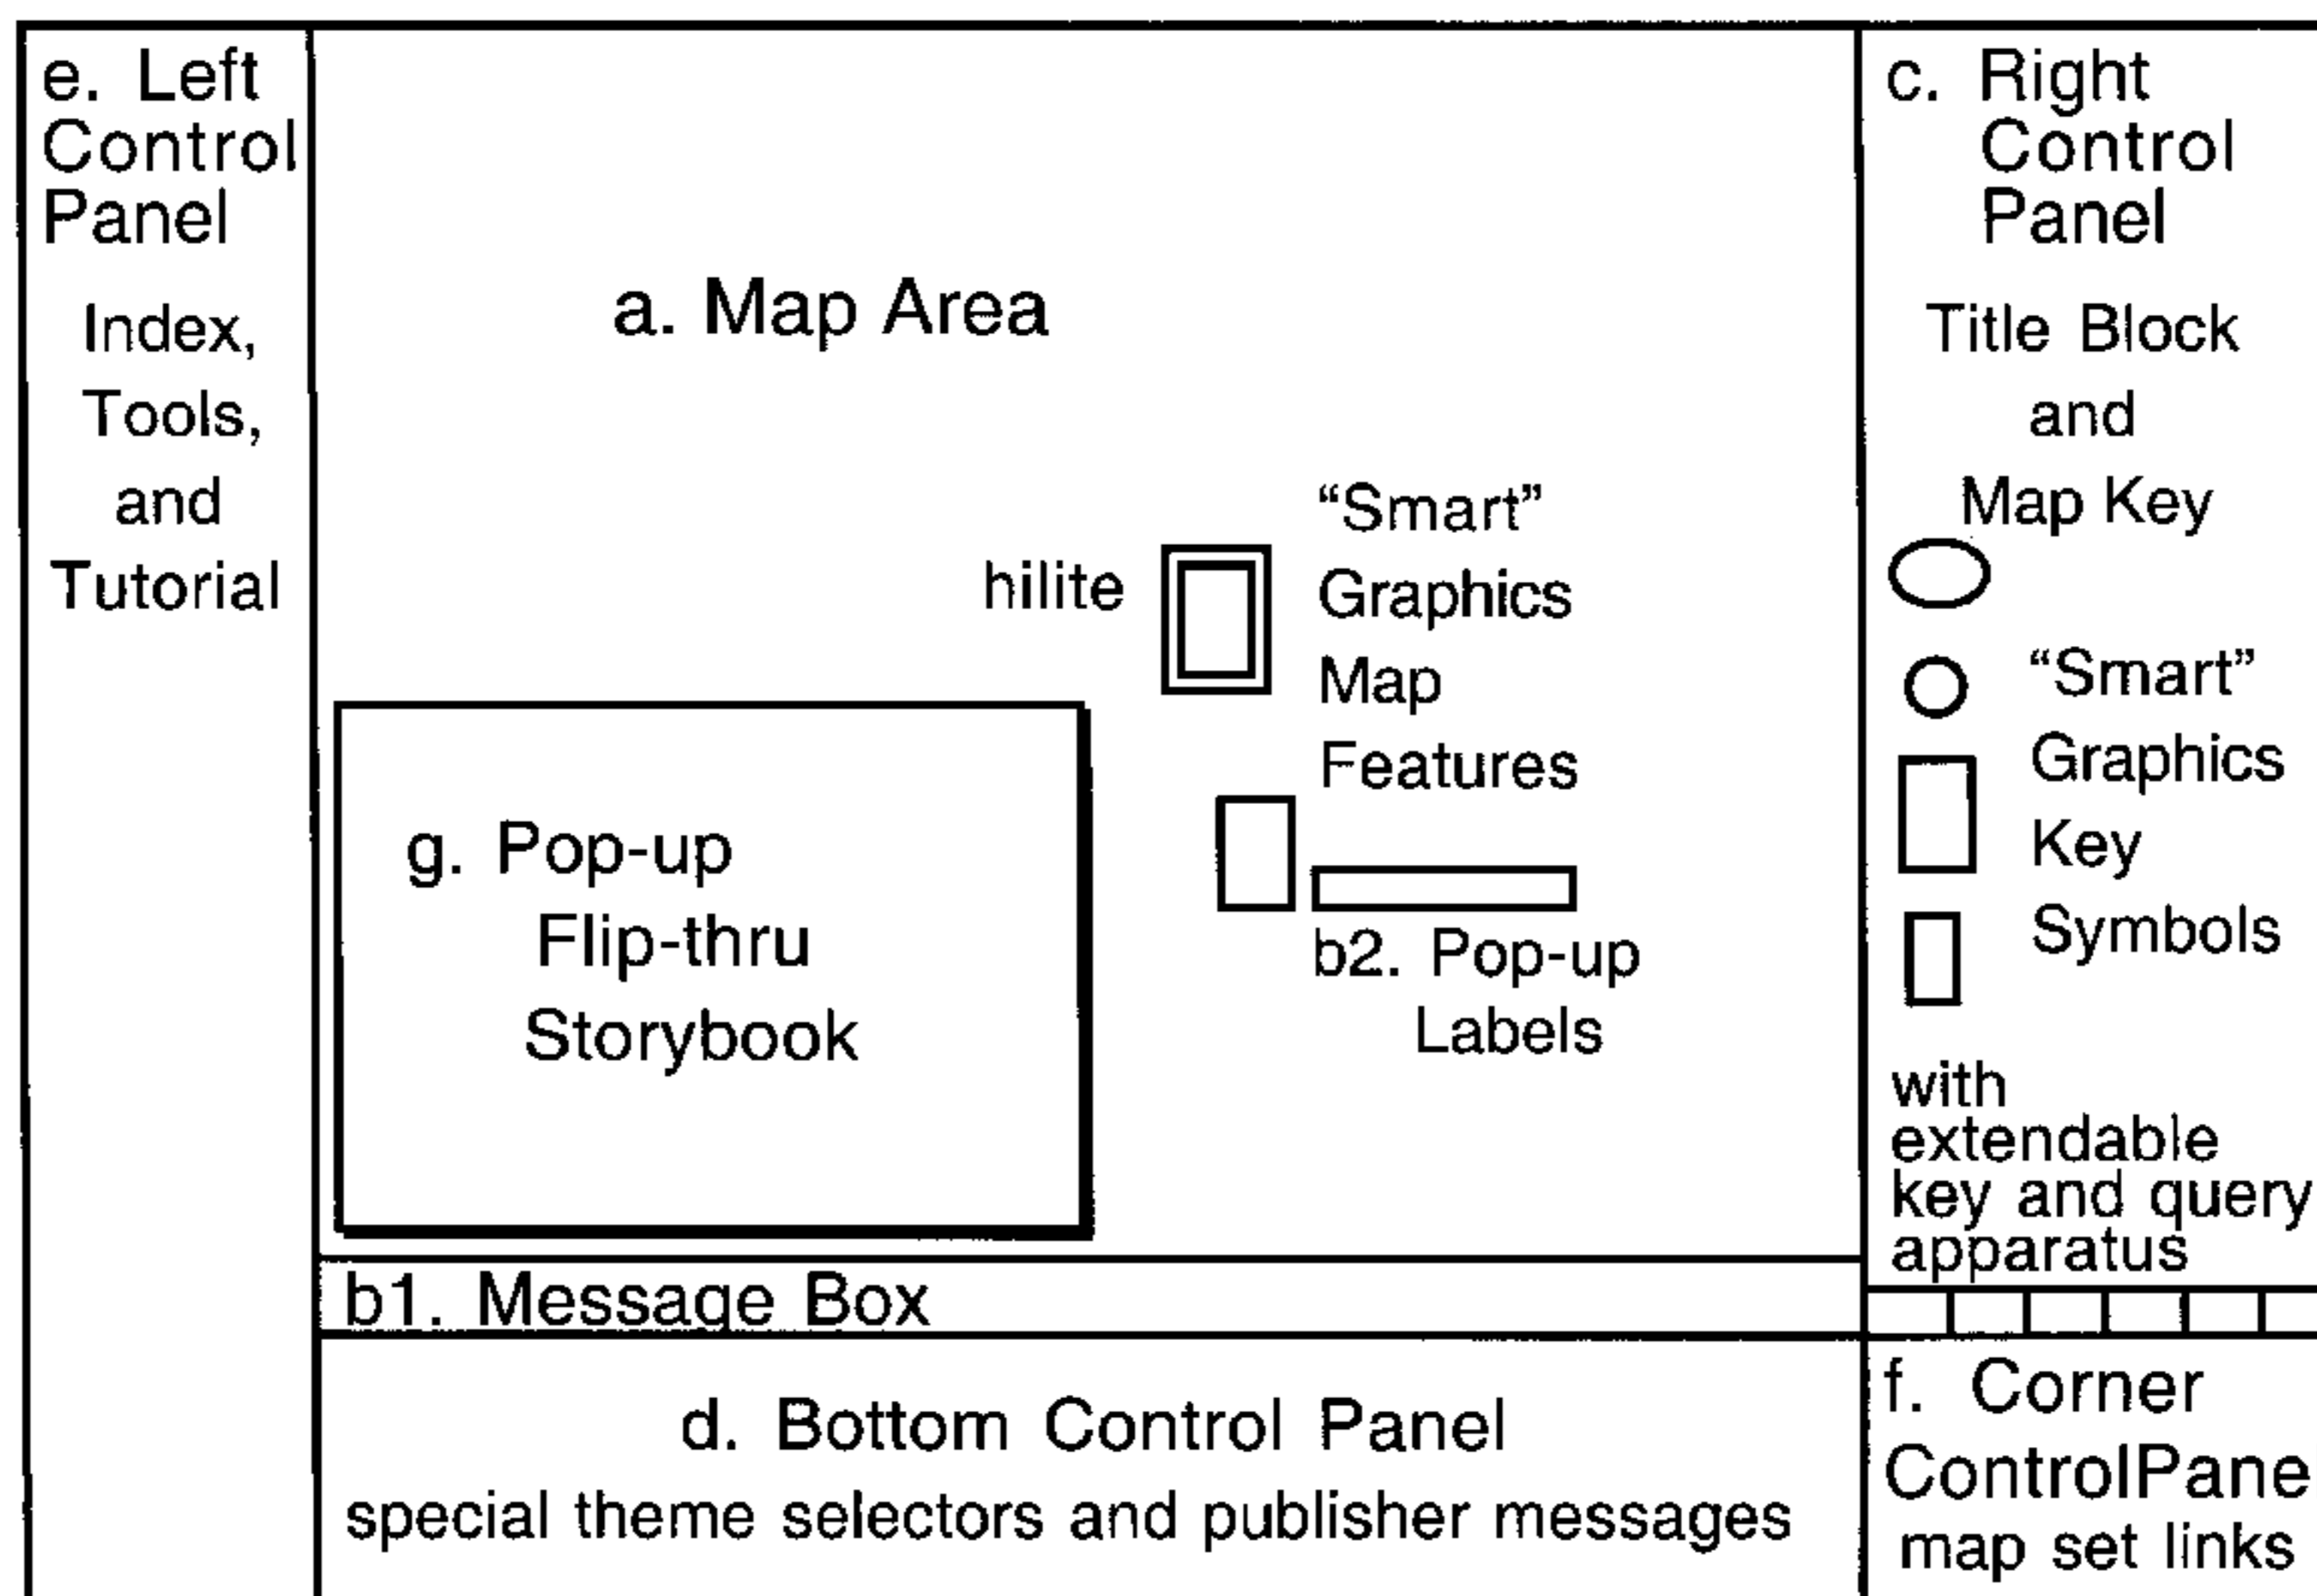 e. Left
Control
Panel
Index,
Tools,
and
Tutorial
a. Map Area
hilite
“Smart”
Graphics
Map
Features
b2. Pop-up
Labels
g. Pop-up
Flip-thru
Storybook
b1. Message Box
d. Bottom Control Panel
special theme selectors and publisher messages
c. Right
Control
Panel
Title Block
and
Map Key
“Smart”
Graphics
Key
Symbols
with
extendable
key and query
apparatus
f. Corner
ControlPanel
map set links